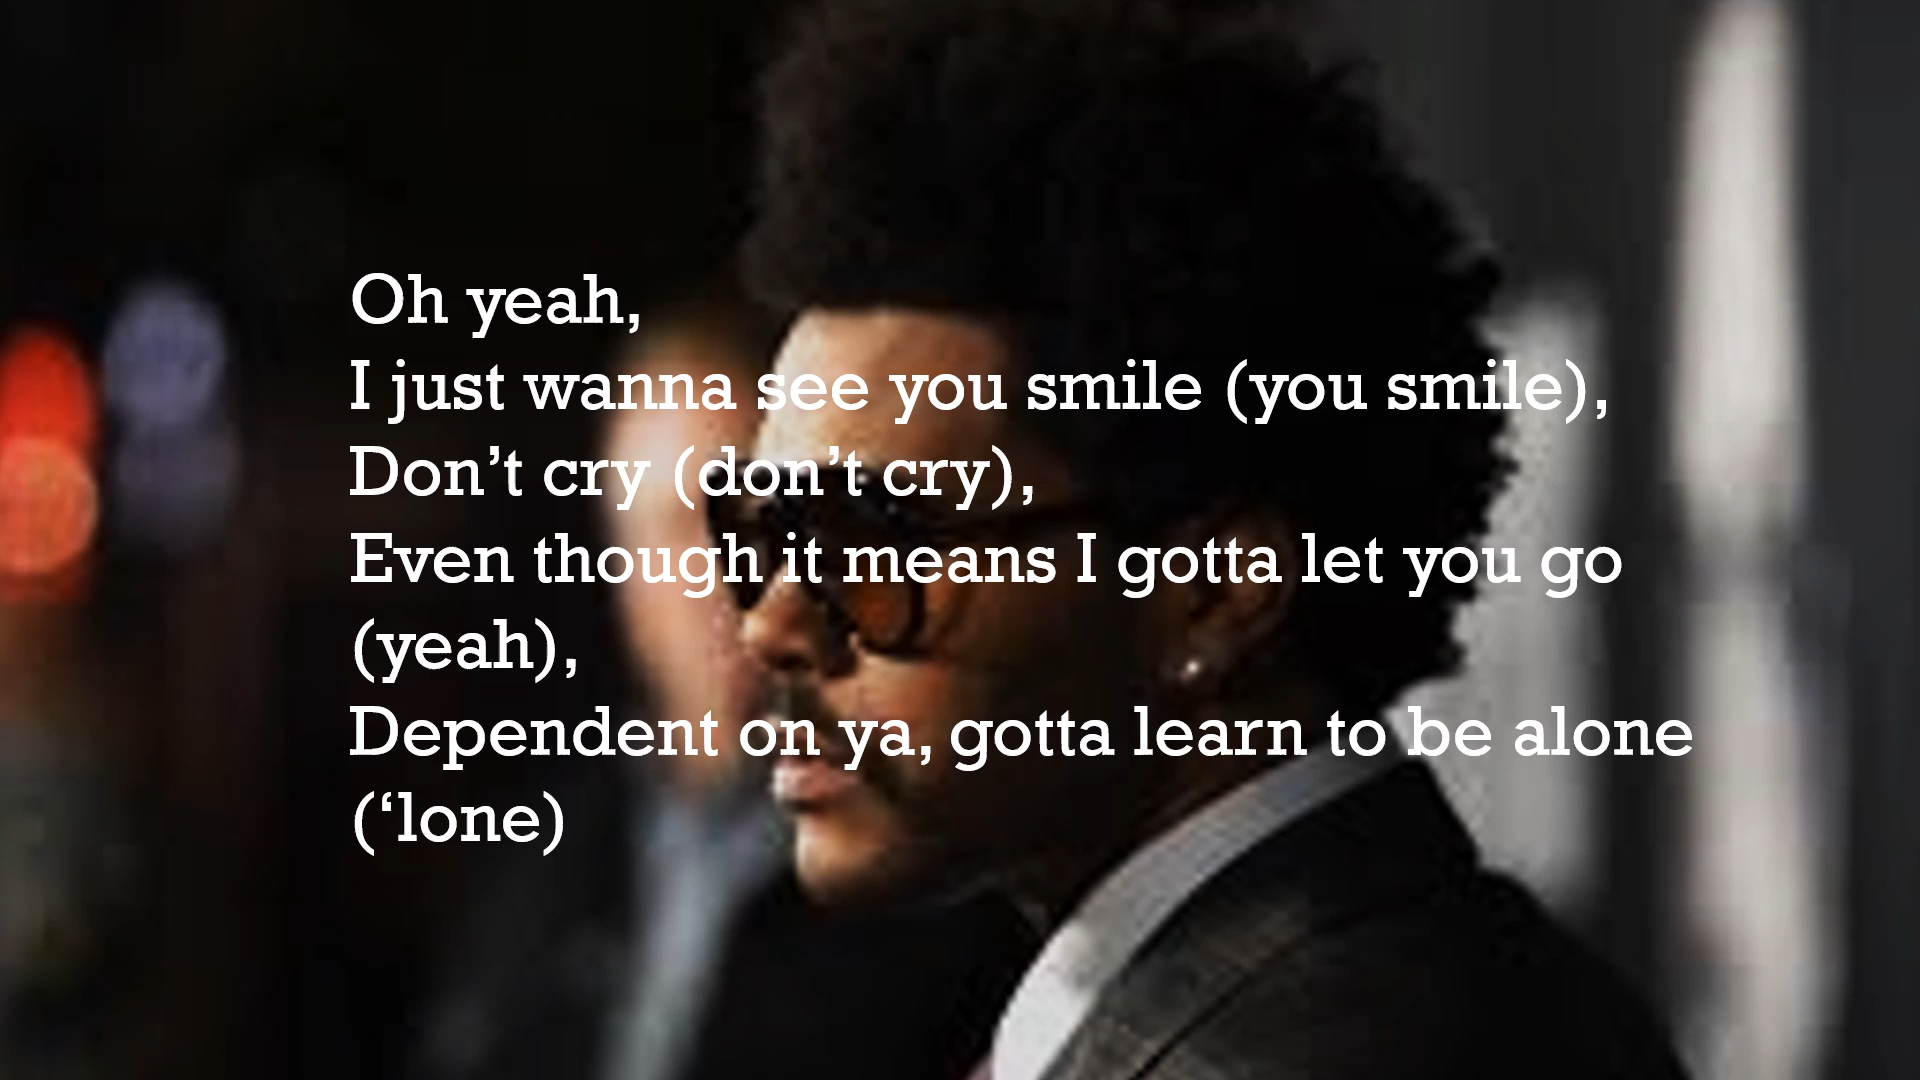 Oh yeah,
I just wanna see you smile (you smile),
Don’t cry (don’t cry),
Even though it means I gotta let you go
(yeah),
Dependent on ya, gotta learn to be alone
(‘lone)